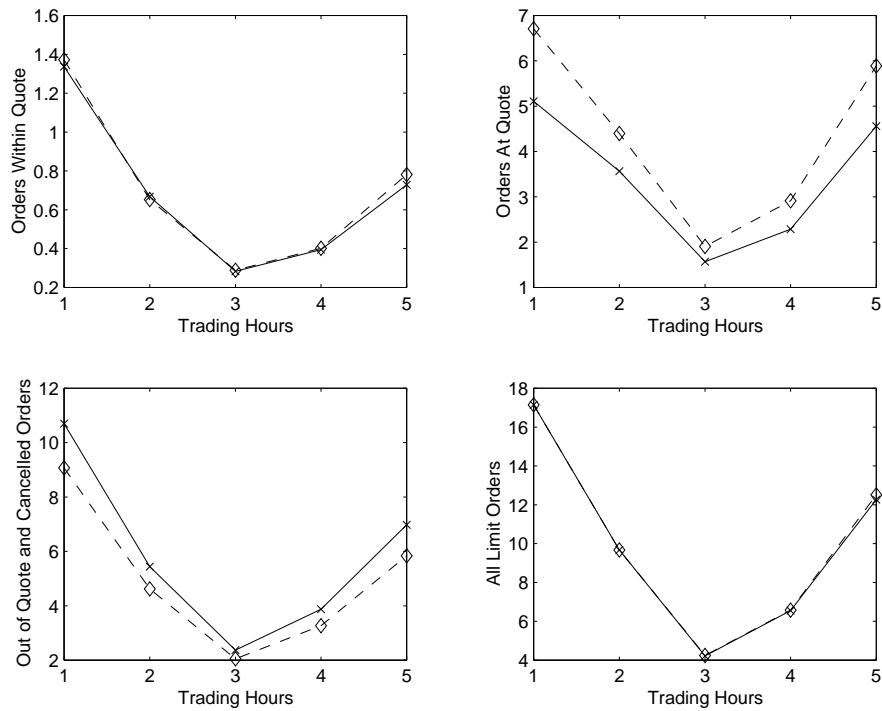 1.6
1.4
1.2
1
0.8
0.6
0.4
0.2
1 2 3 4 5
Trading Hours
Orders Within Quote
7
6
5
4
3
2
1
1 2 3 4 5
Trading Hours
Orders At Quote
12
10
8
6
4
2
1 2 3 4 5
Trading Hours
Out of Quote and Cancelled Orders
18
16
14
12
10
8
6
4
1 2 3 4 5
Trading Hours
All Limit Orders